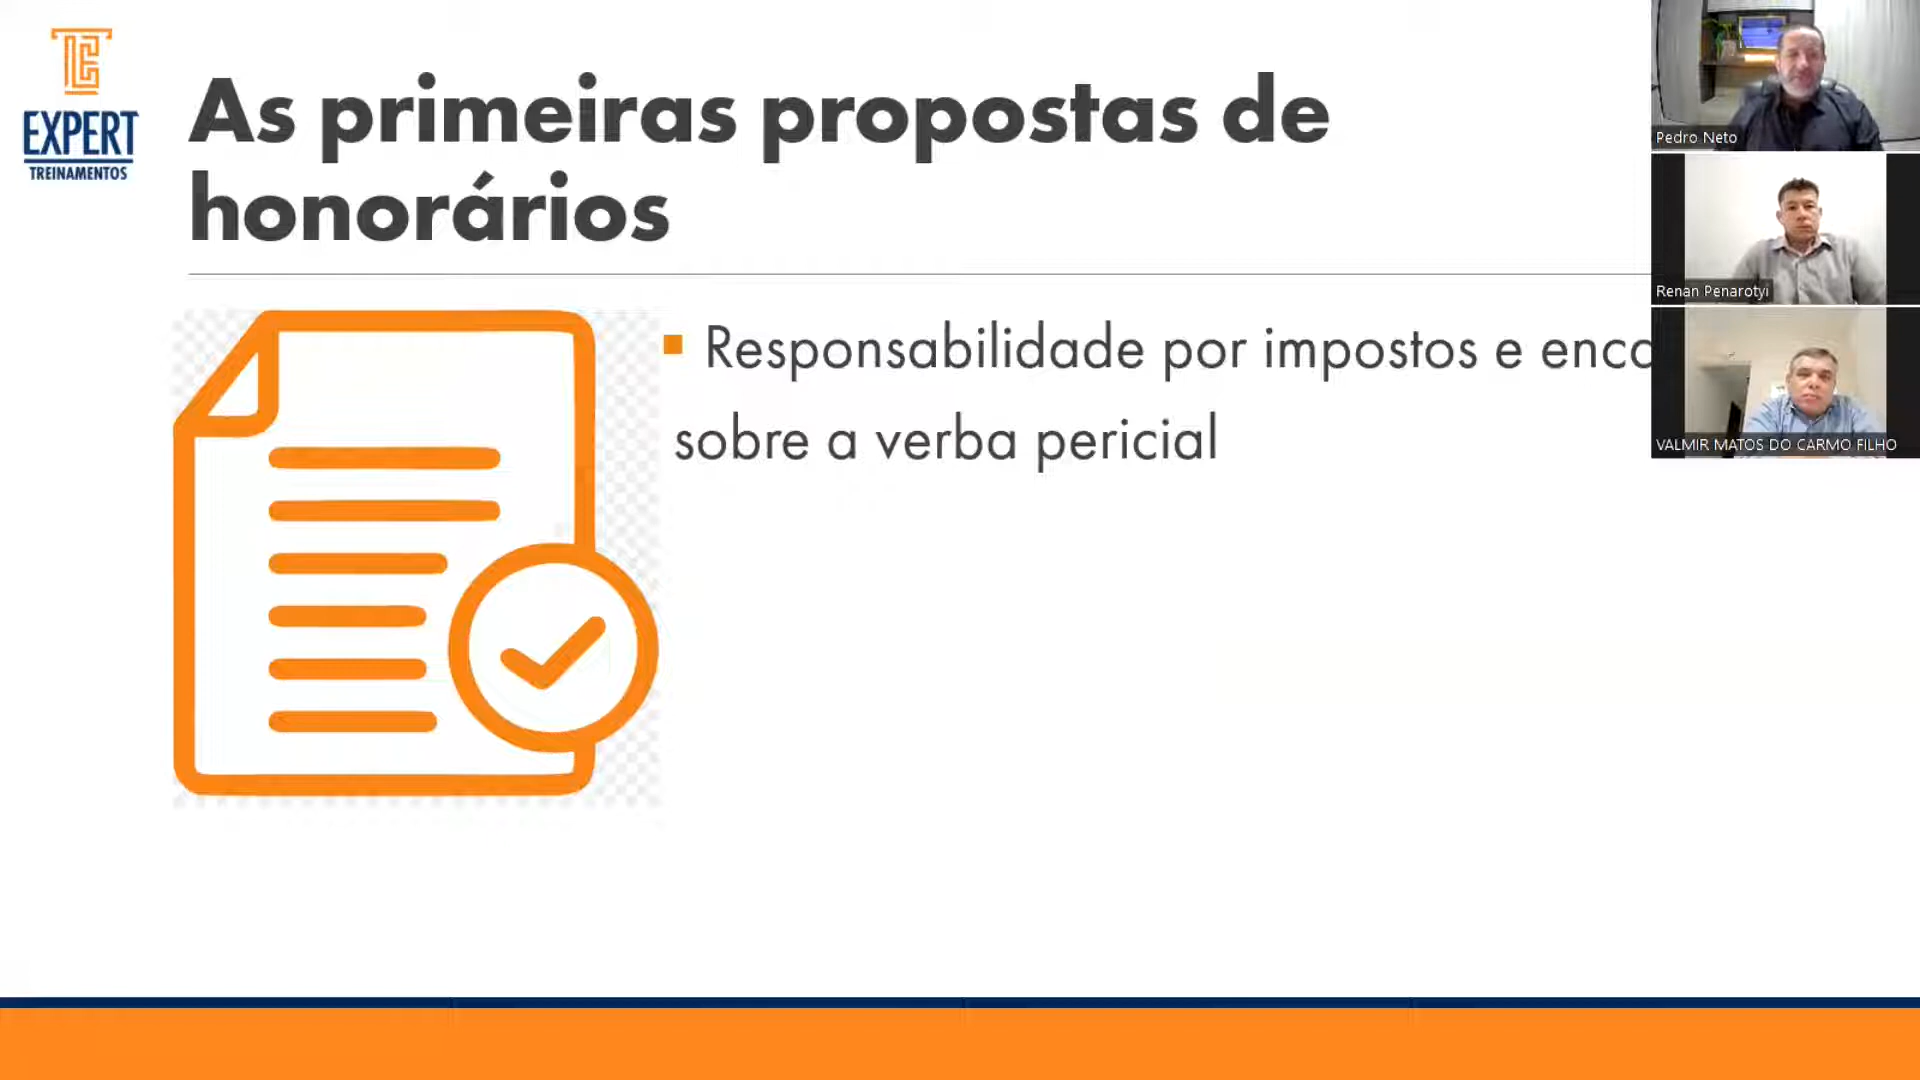 EXPERT
TREINAMENTOS
As primeiras propostas de
honorários
Responsabilidade por impostos e
sobre a verba pericial
Pedro Neto
Renan Penarotyi
VALMIR MATOS DO CARMO FILHO